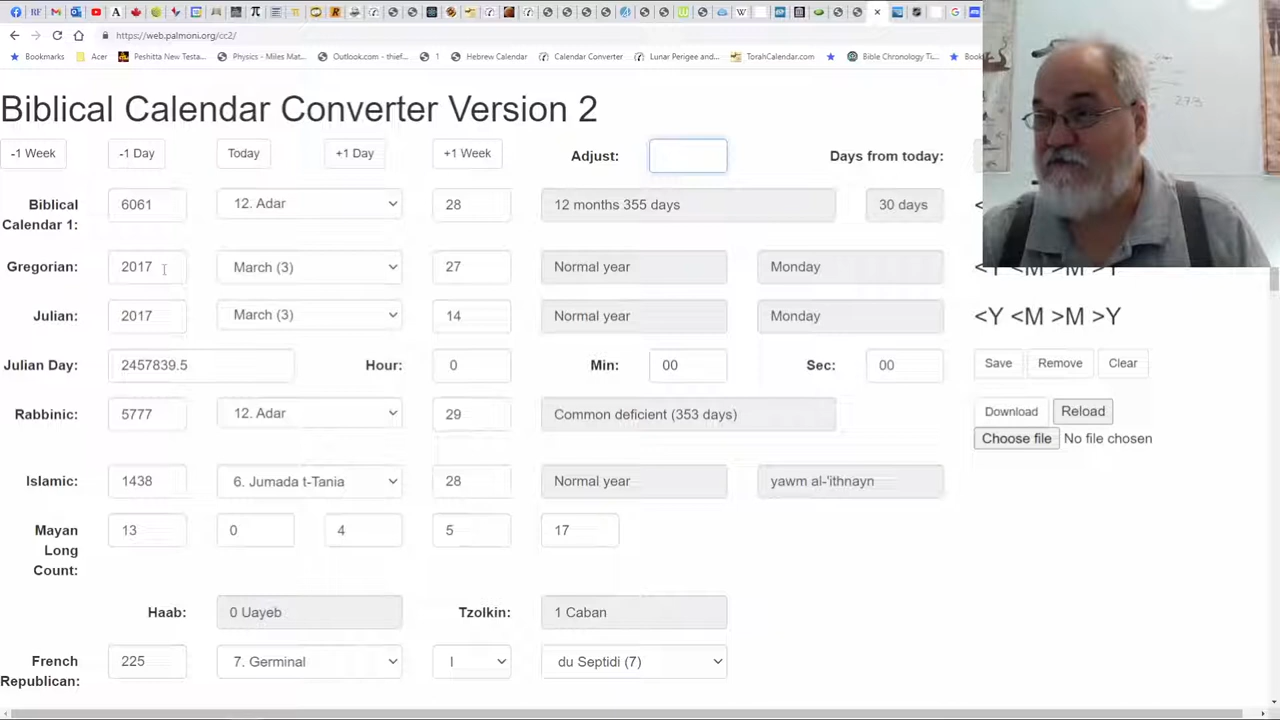 https://web.palmoni.org/cc2/
Bookmarks Acer Peshitta New Testa... Physics - Miles Mat... Outlook.com - thief... 1 Hebrew Calendar Calendar Converter Lunar Perigee and... TorahCalendar.com Bible Chronology Ti...
Biblical Calendar Converter Version 2
-1 Week -1 Day Today +1 Day +1 Week Adjust: Days from today:
Biblical Calendar 1: 6061 12. Adar 28 12 months 355 days 30 days
Gregorian: 2017 March (3) 27 Normal year Monday <Y <M >M >Y
Julian: 2017 March (3) 14 Normal year Monday <Y <M >M >Y
Julian Day: 2457839.5 Hour: 0 Min: 00 Sec: 00 Save Remove Clear
Rabbinic: 5777 12. Adar 29 Common deficient (353 days) Download Reload
Choose file No file chosen
Islamic: 1438 6. Jumada t-Tania 28 Normal year yawm al-'ithnayn
Mayan Long Count: 13 0 4 5 17
Haab: 0 Uayeb Tzolkin: 1 Caban
French Republican: 225 7. Germinal I du Septidi (7)